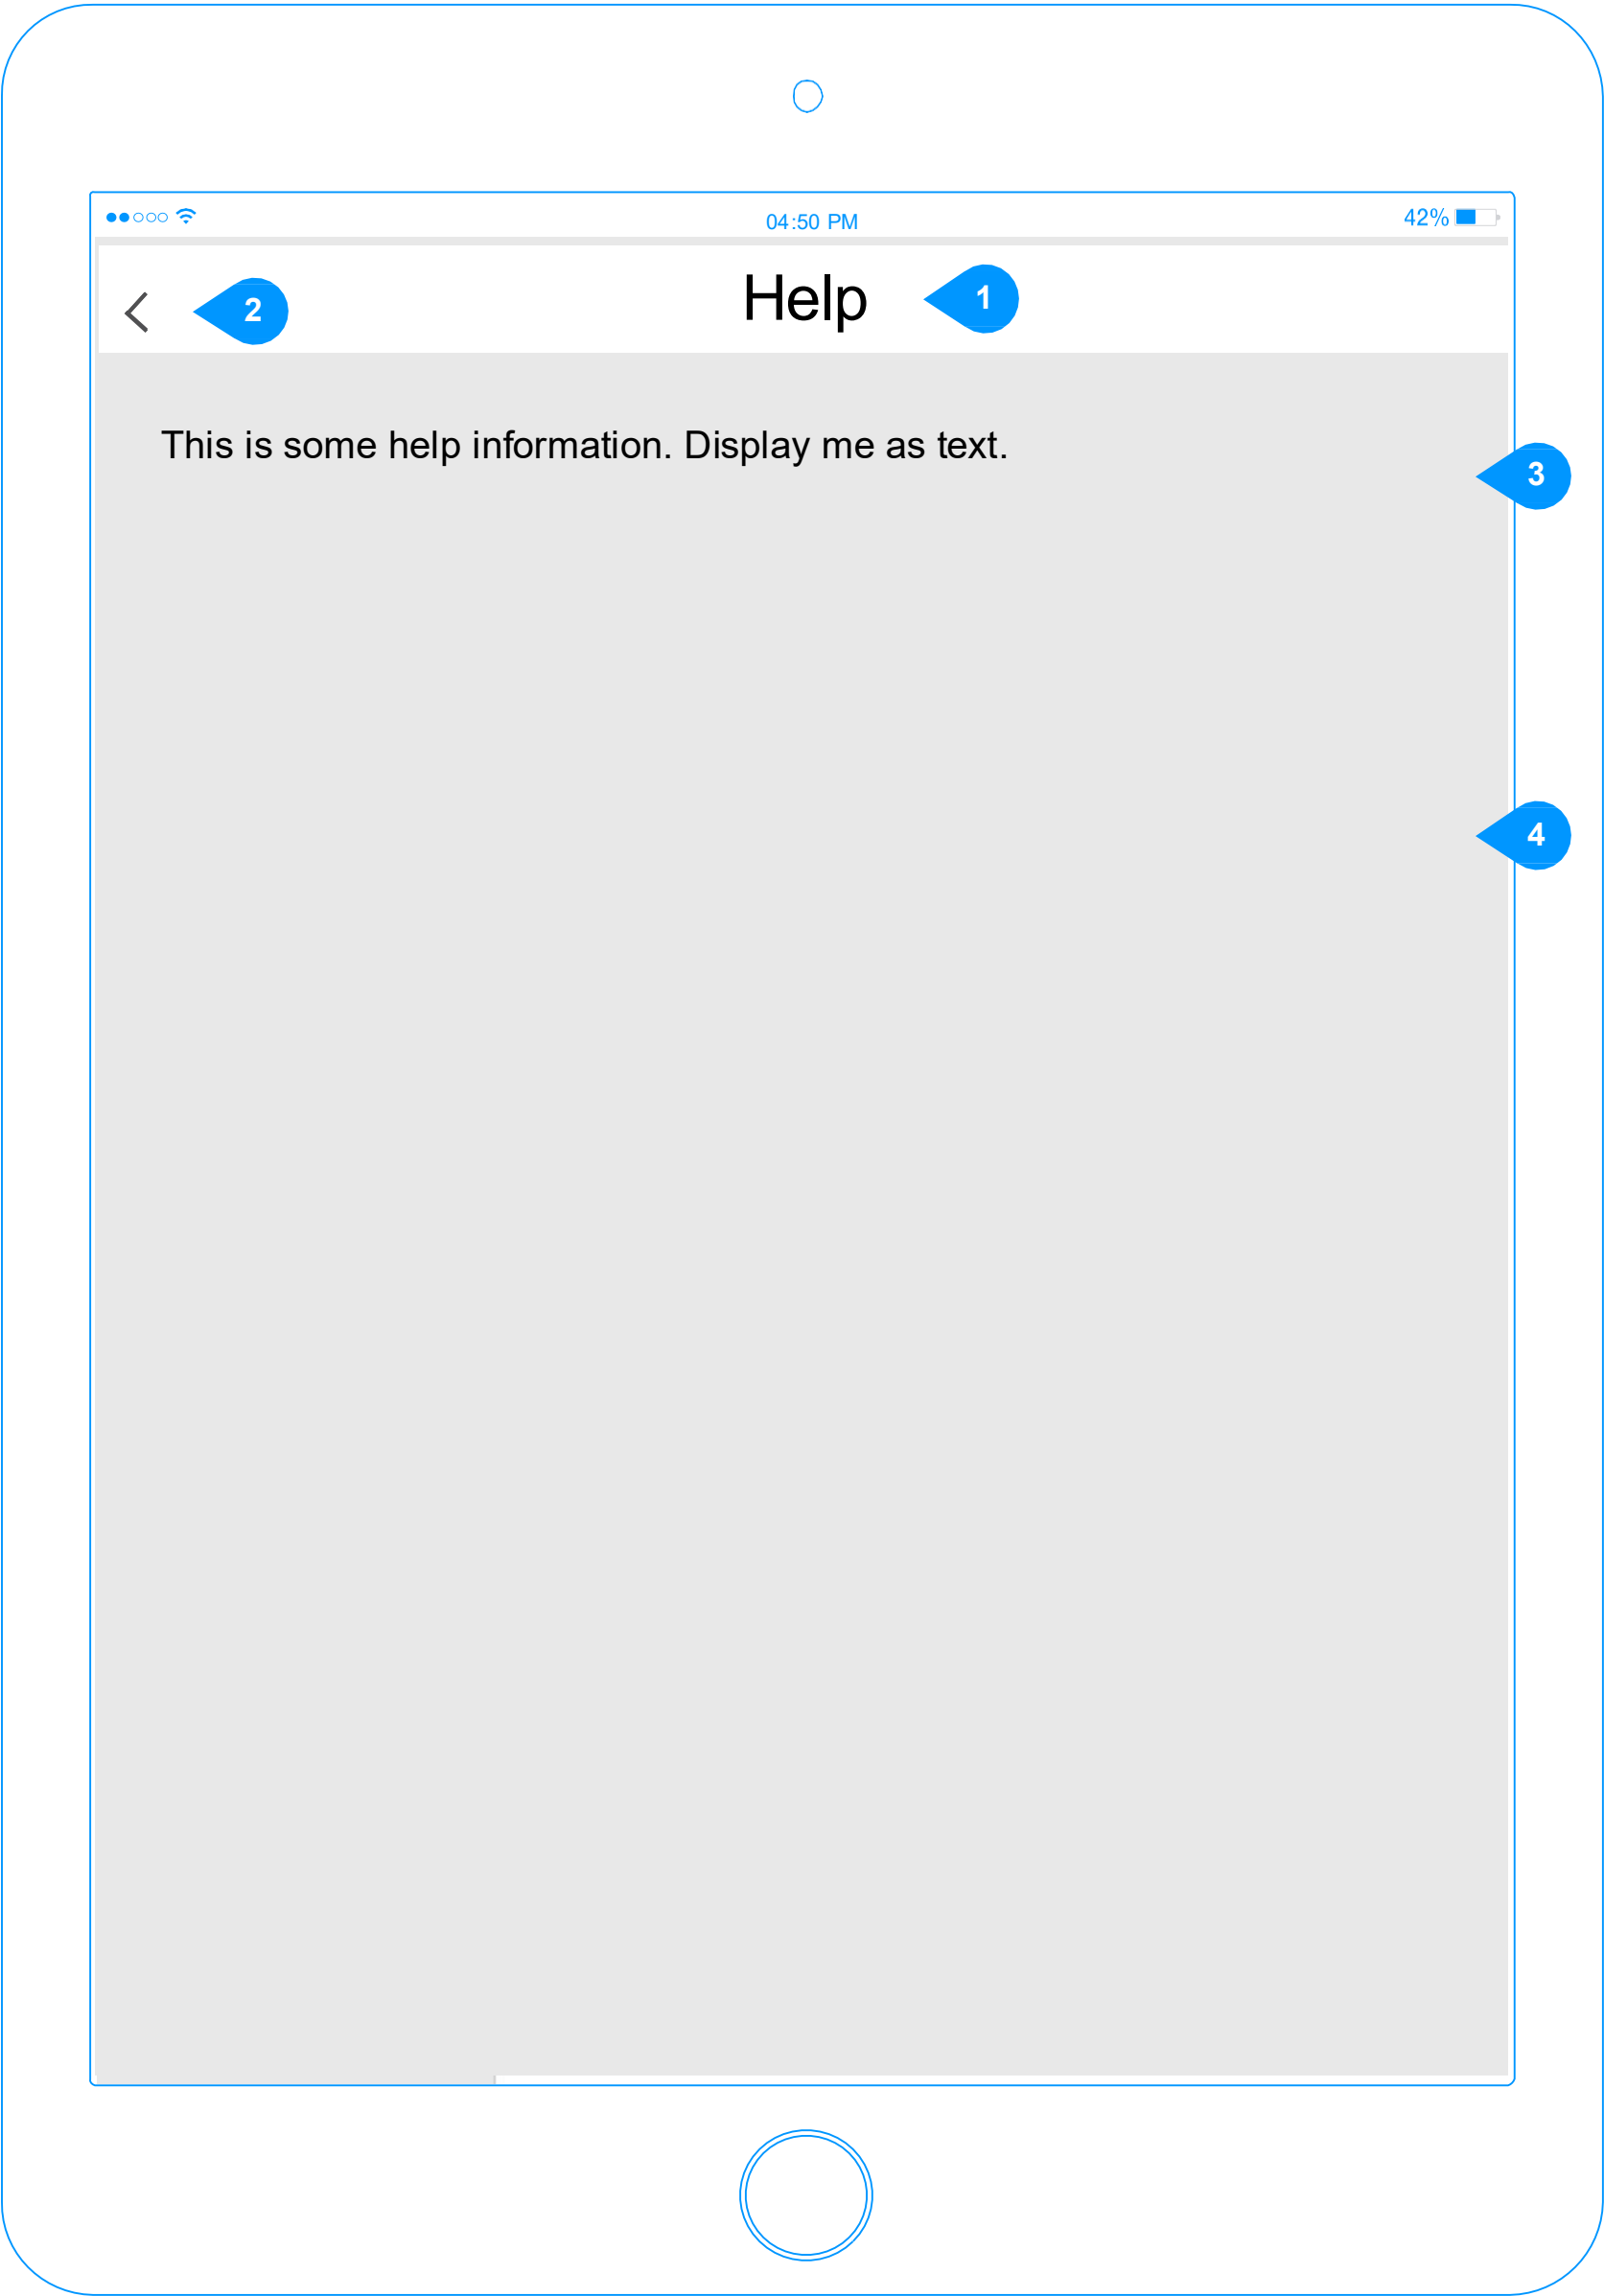 04:50 PM
42%
Help
1
2
This is some help information. Display me as text.
3
4